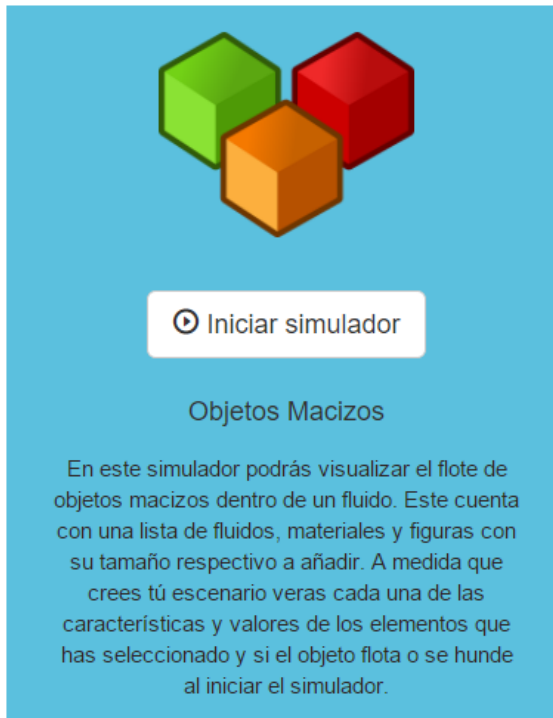 Iniciar simulador
Objetos Macizos
En este simulador podrás visualizar el flote de
objetos macizos dentro de un fluido. Este cuenta
con una lista de fluidos, materiales y figuras con
su tamaño respectivo a añadir. A medida que
crees tú escenario veras cada una de las
características y valores de los elementos que
has seleccionado y si el objeto flota o se hunde
al iniciar el simulador.